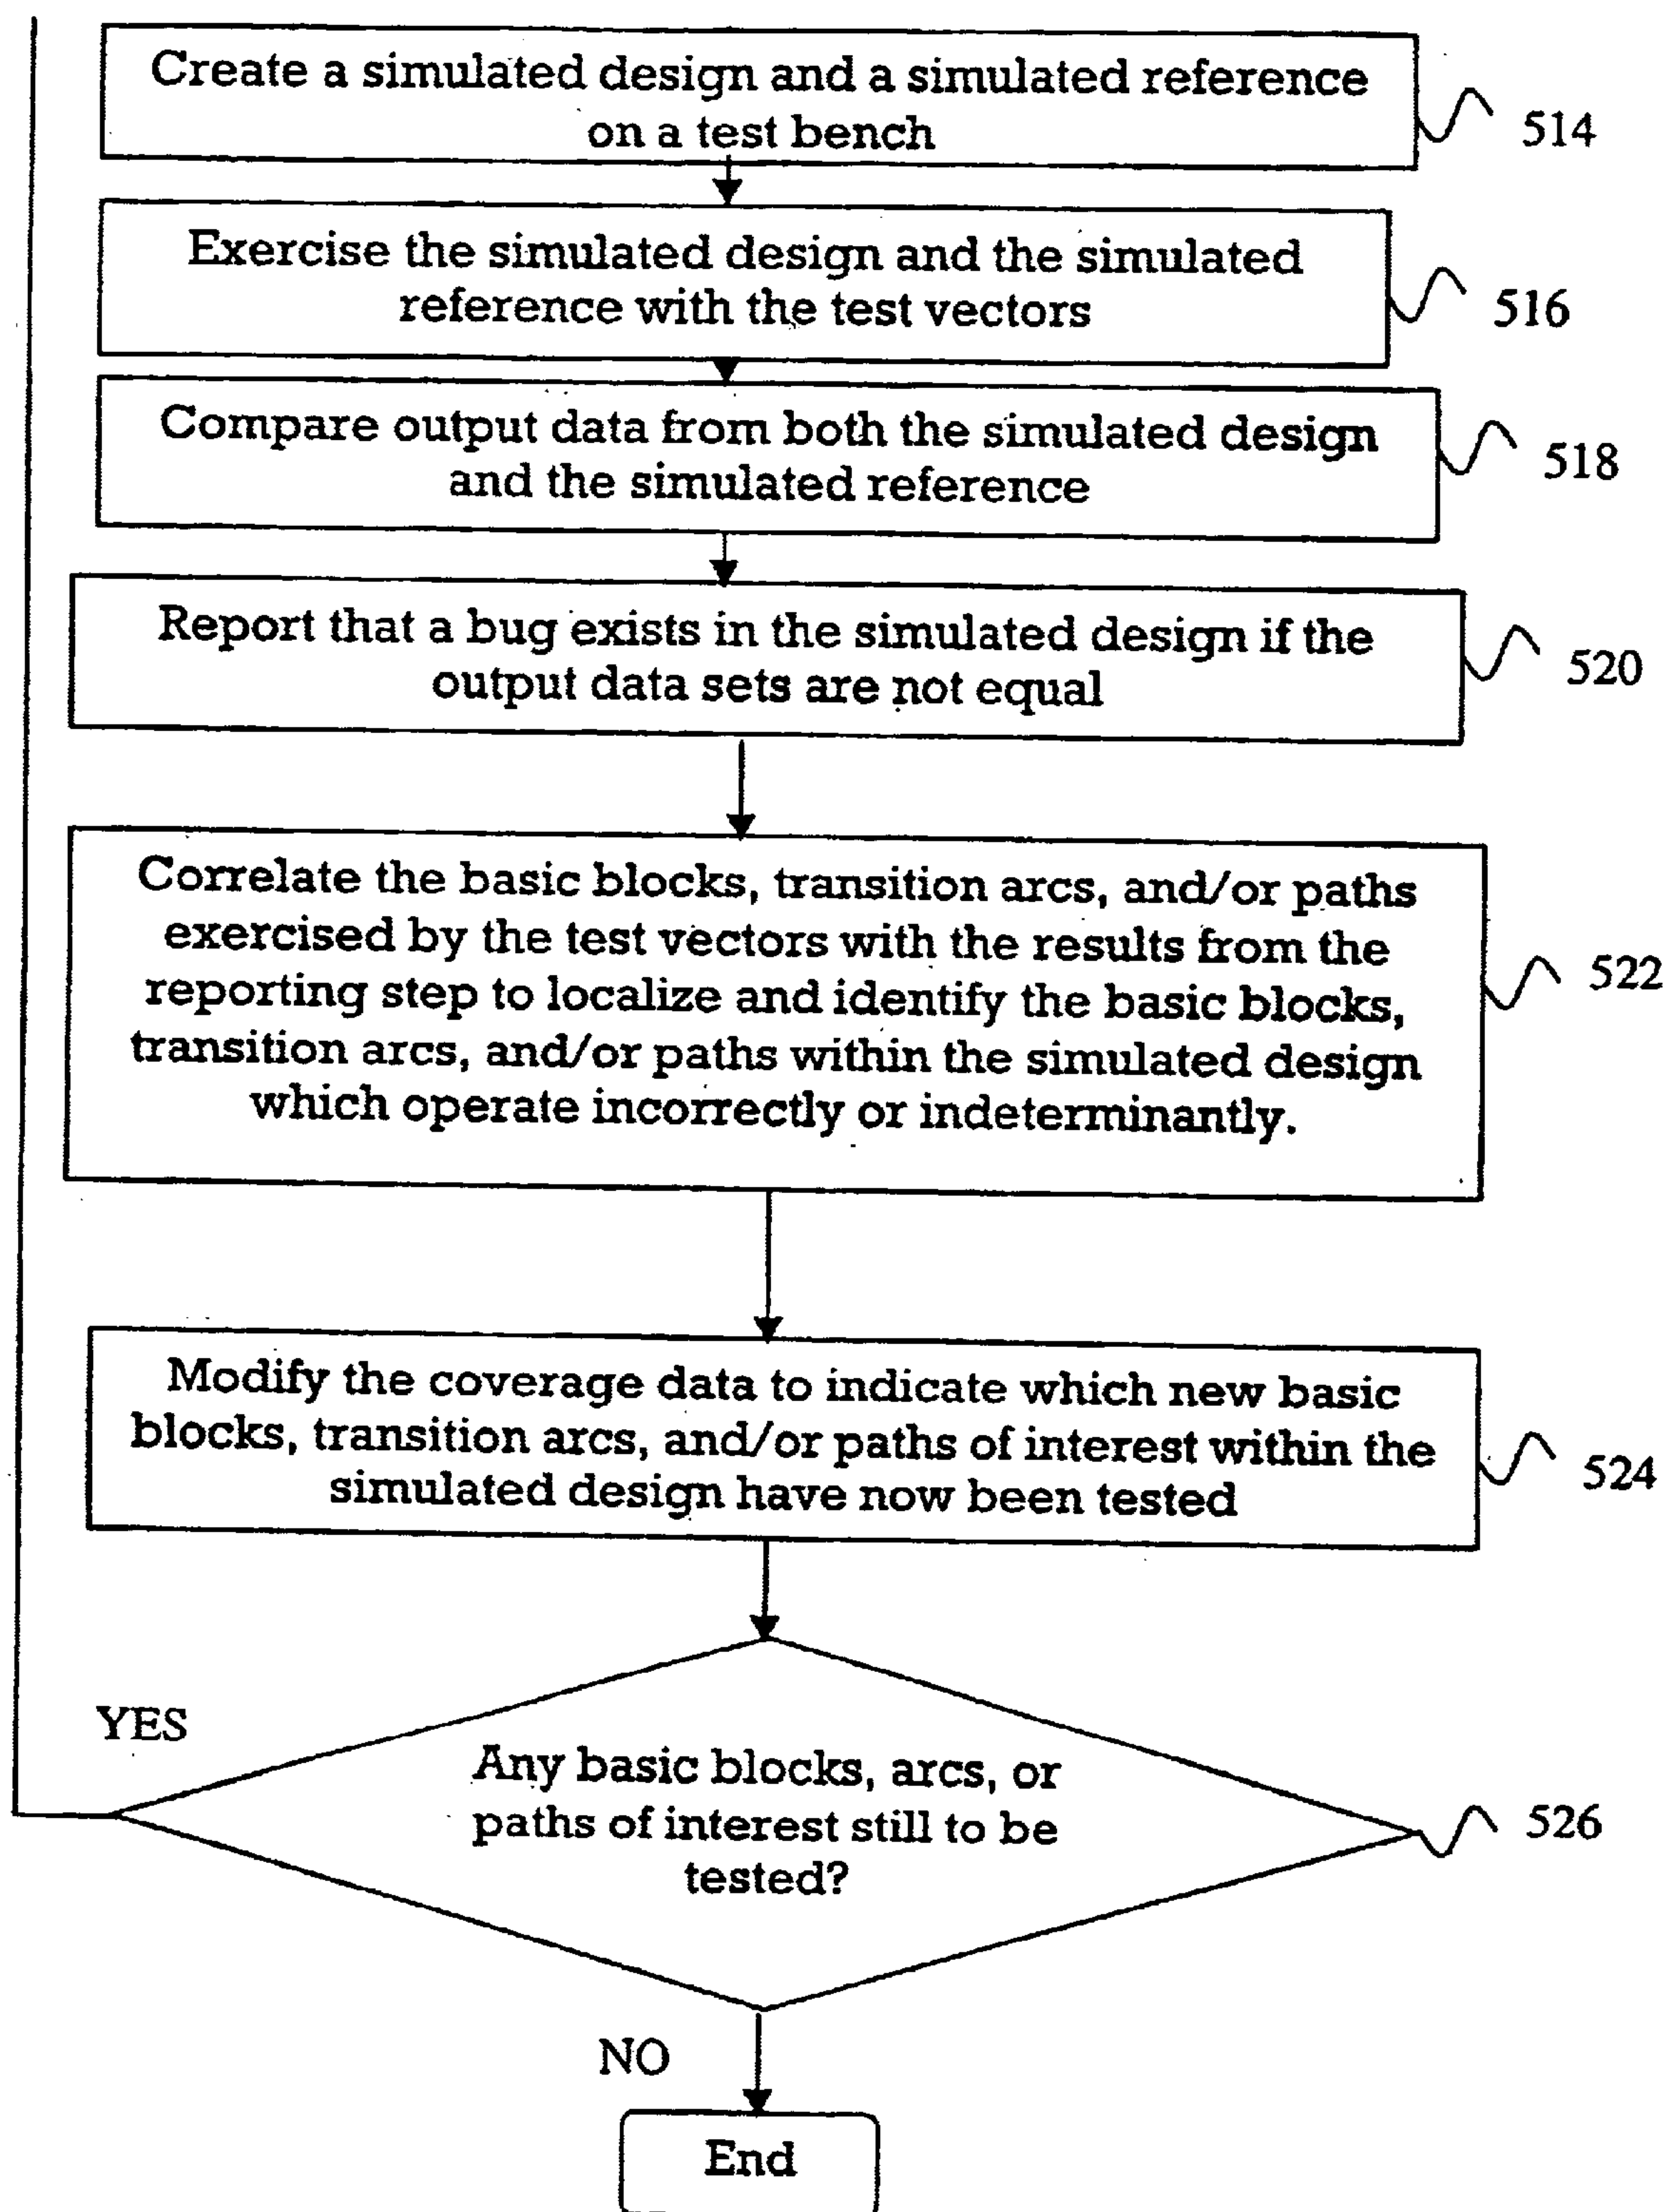 Create a simulated design and a simulated reference
on a test bench
514
Exercise the simulated design and the simulated
reference with the test vectors
516
Compare output data from both the simulated design
and the simulated reference
518
Report that a bug exists in the simulated design if the
output data sets are not equal
520
Correlate the basic blocks, transition arcs, and/or paths
exercised by the test vectors with the results from the
reporting step to localize and identify the basic blocks,
transition arcs, and/or paths within the simulated design
which operate incorrectly or indeterminantly.
522
Modify the coverage data to indicate which new basic
blocks, transition arcs, and/or paths of interest within the
simulated design have now been tested
524
YES
Any basic blocks, arcs, or
paths of interest still to be
tested?
526
NO
End